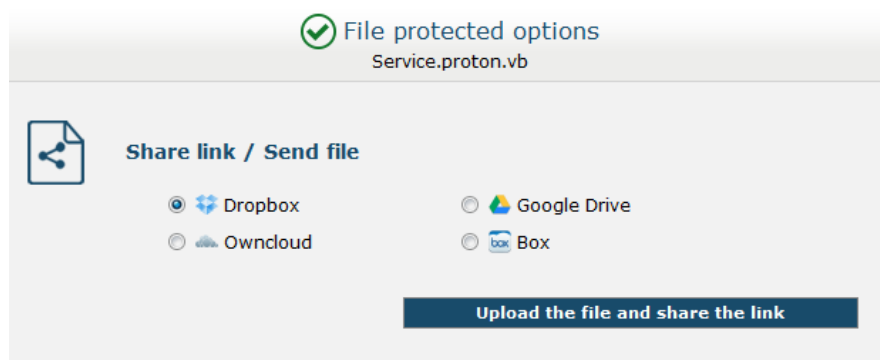 File protected options
Service.proton.vb
Share link / Send file
Dropbox
Google Drive
Owncloud
box Box
Upload the file and share the link